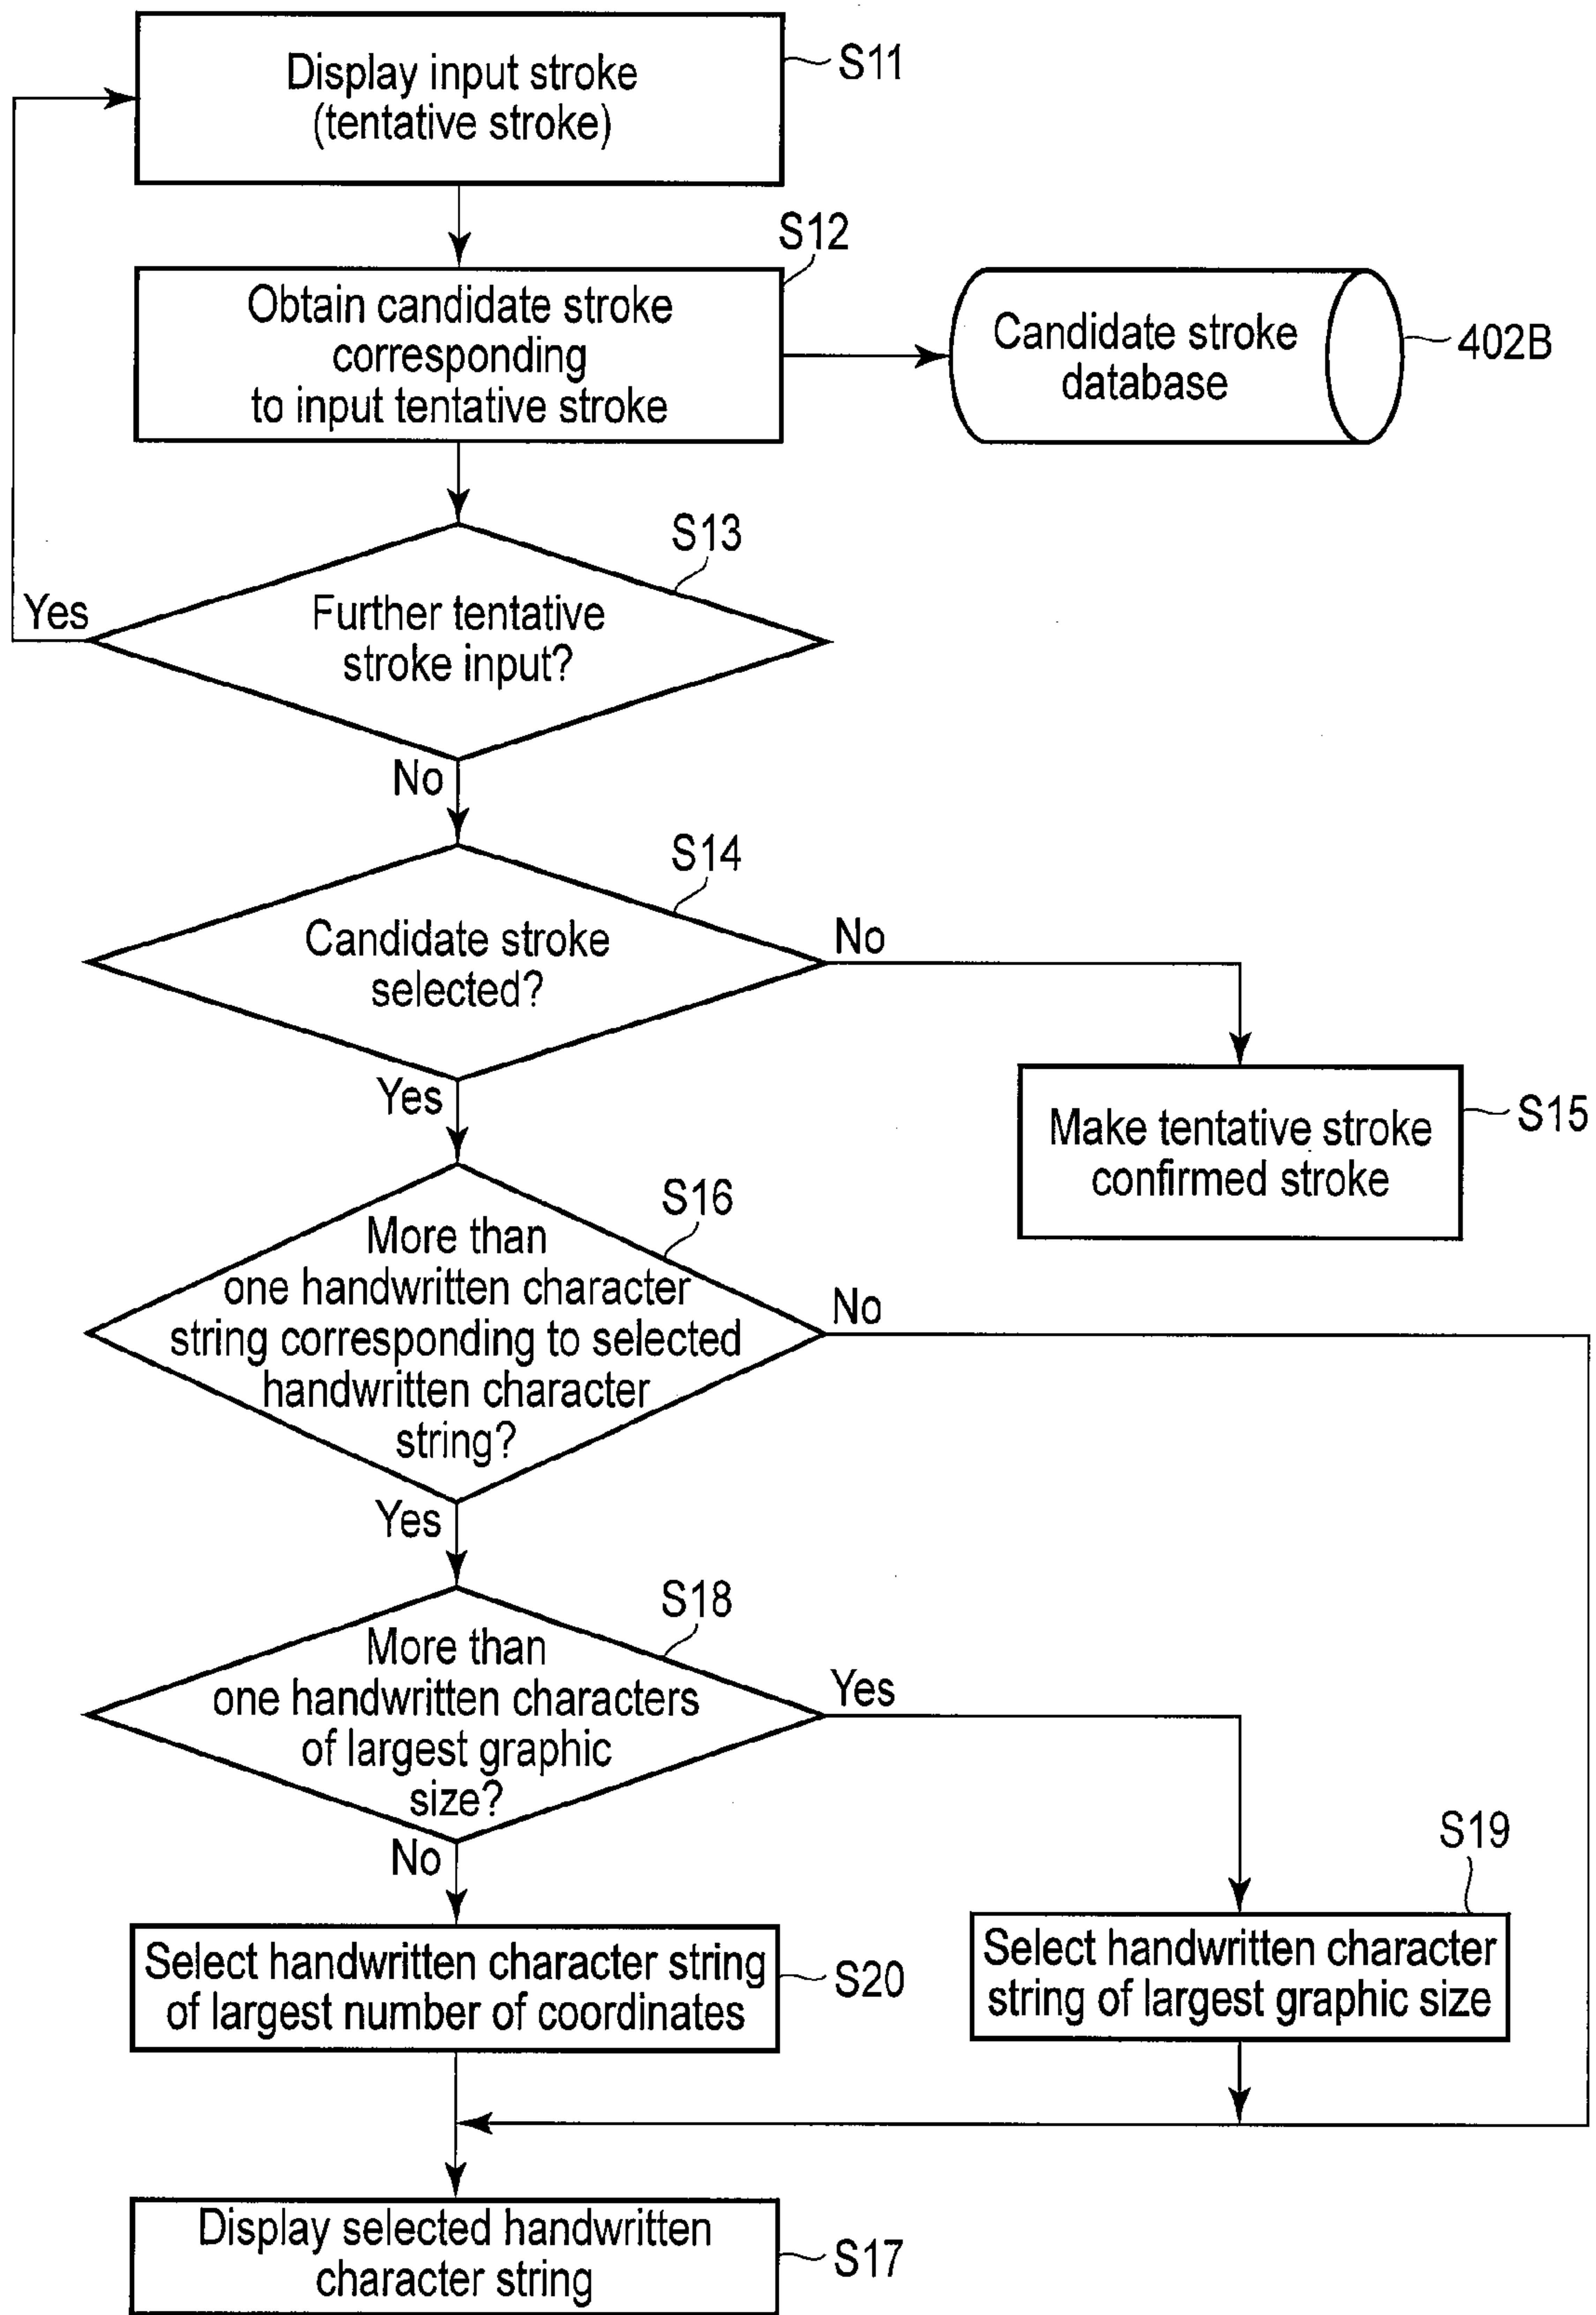 Display input stroke
(tentative stroke)
S11
S12
Obtain candidate stroke
corresponding
to input tentative stroke
Candidate stroke
database
402B
S13
Further tentative
stroke input?
Yes
No
S14
Candidate stroke
selected?
No
Yes
Make tentative stroke
confirmed stroke
S15
S16
More than
one handwritten character
string corresponding to selected
handwritten character
string?
No
Yes
S18
More than
one handwritten characters
of largest graphic
size?
Yes
No
S19
Select handwritten character
string of largest graphic size
Select handwritten character string
of largest number of coordinates
S20
Display selected handwritten
character string
S17